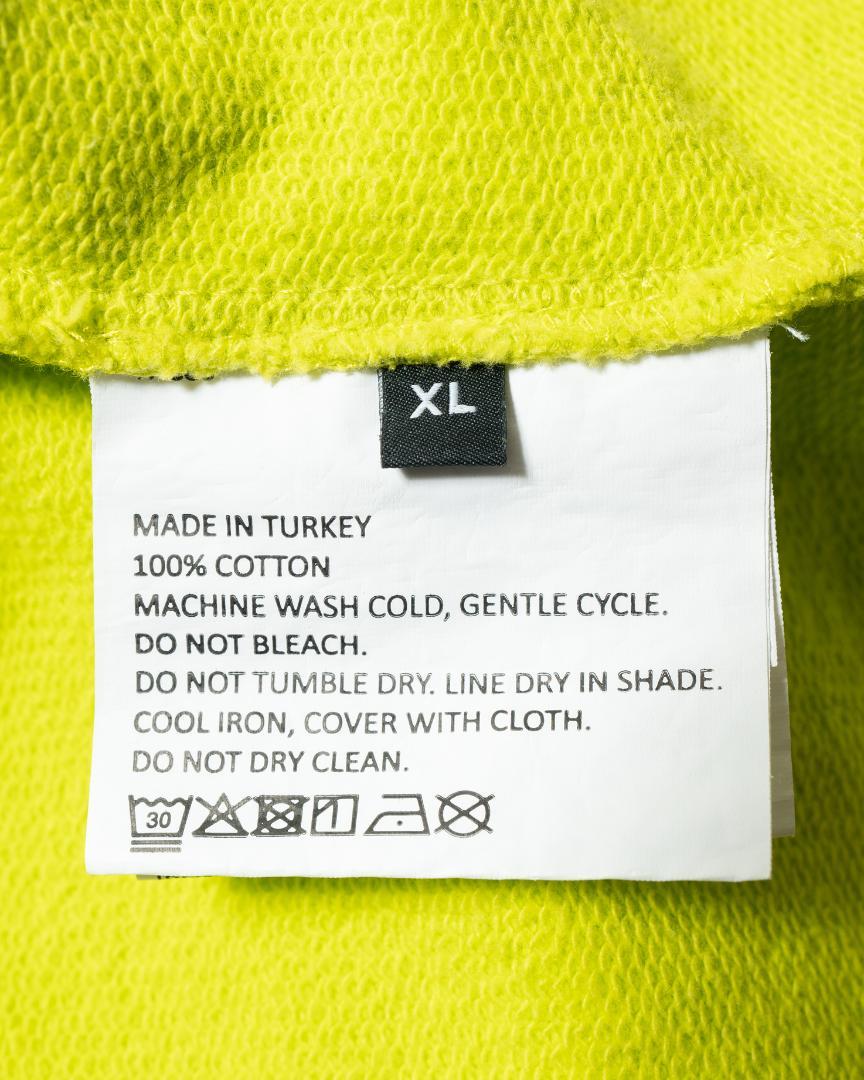 XL
MADE IN TURKEY
100% COTTON
MACHINE WASH COLD, GENTLE CYCLE.
DO NOT BLEACH.
DO NOT TUMBLE DRY. LINE DRY IN SHADE.
COOL IRON, COVER WITH CLOTH.
DO NOT DRY CLEAN.
30